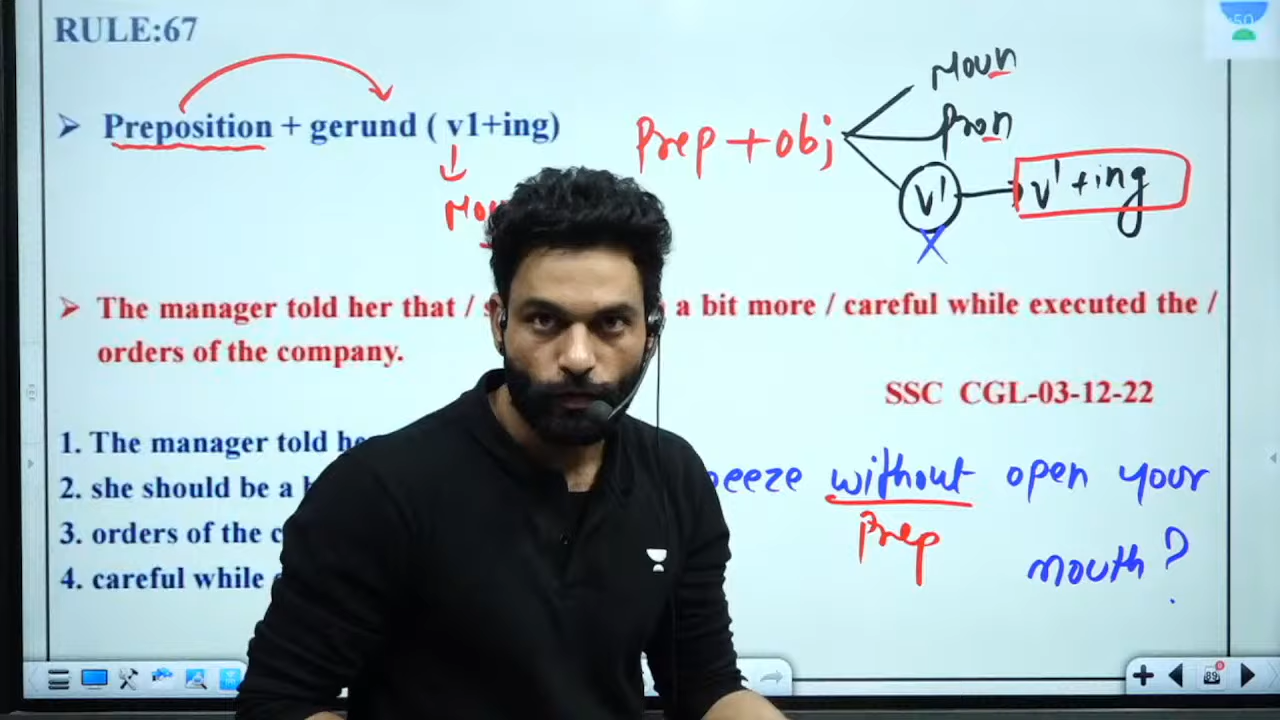 RULE:67
➤ Preposition + gerund ( v1+ing)
Noun
Prep + obj
Noun
Pron
V¹
V¹+ing
X
➤ The manager told her that / a bit more / careful while executed the /
orders of the company.
SSC CGL-03-12-22
1. The manager told
2. she should be a
3. orders of the
4. careful while
without open your
mouth?
Prep
89